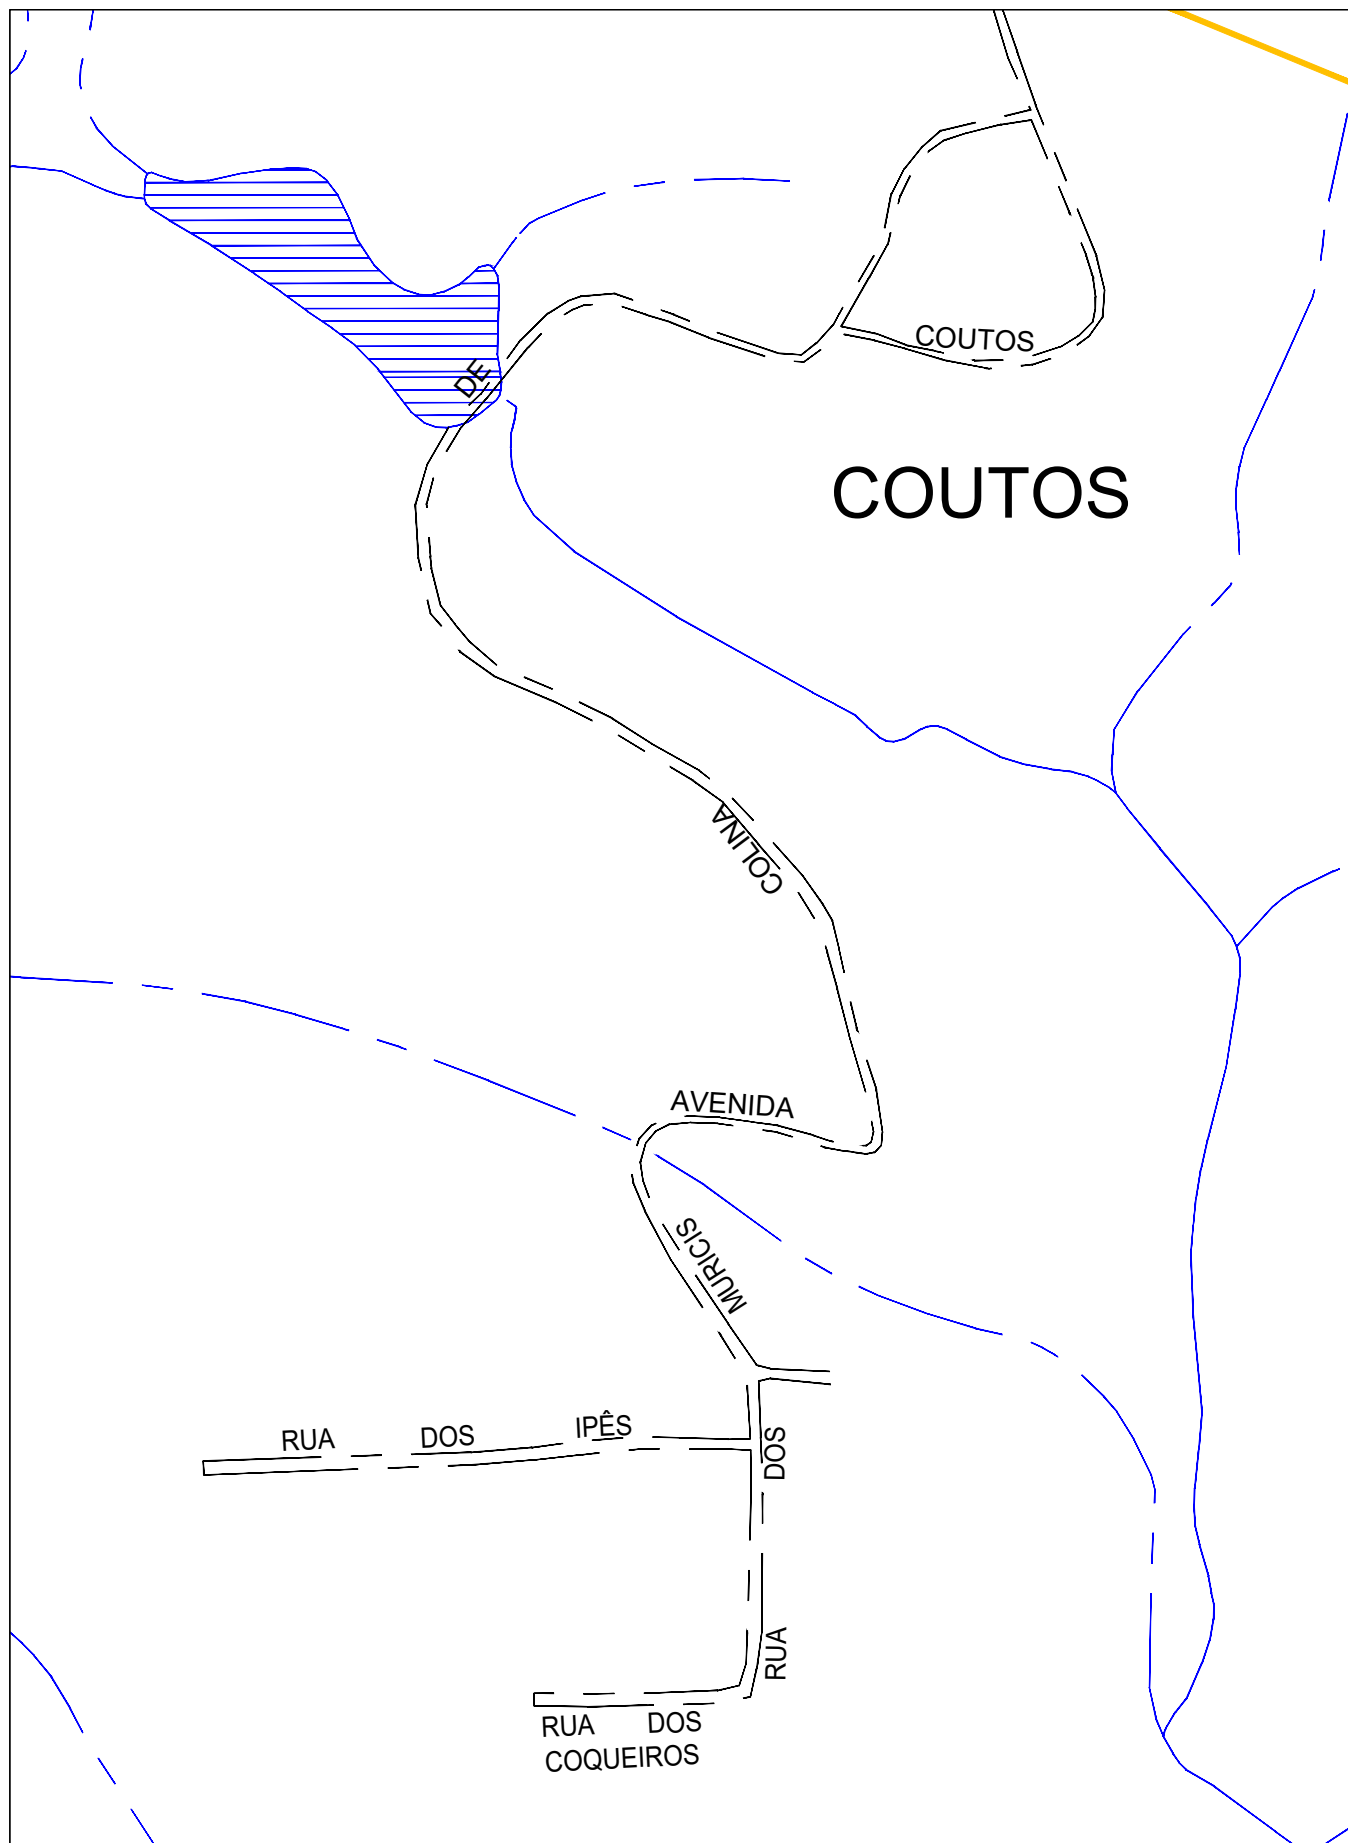 COUTOS
DE
COUTOS
COLINA
AVENIDA
MURICIS
RUA DOS IPÊS
DOS
RUA
RUA DOS
COQUEIROS